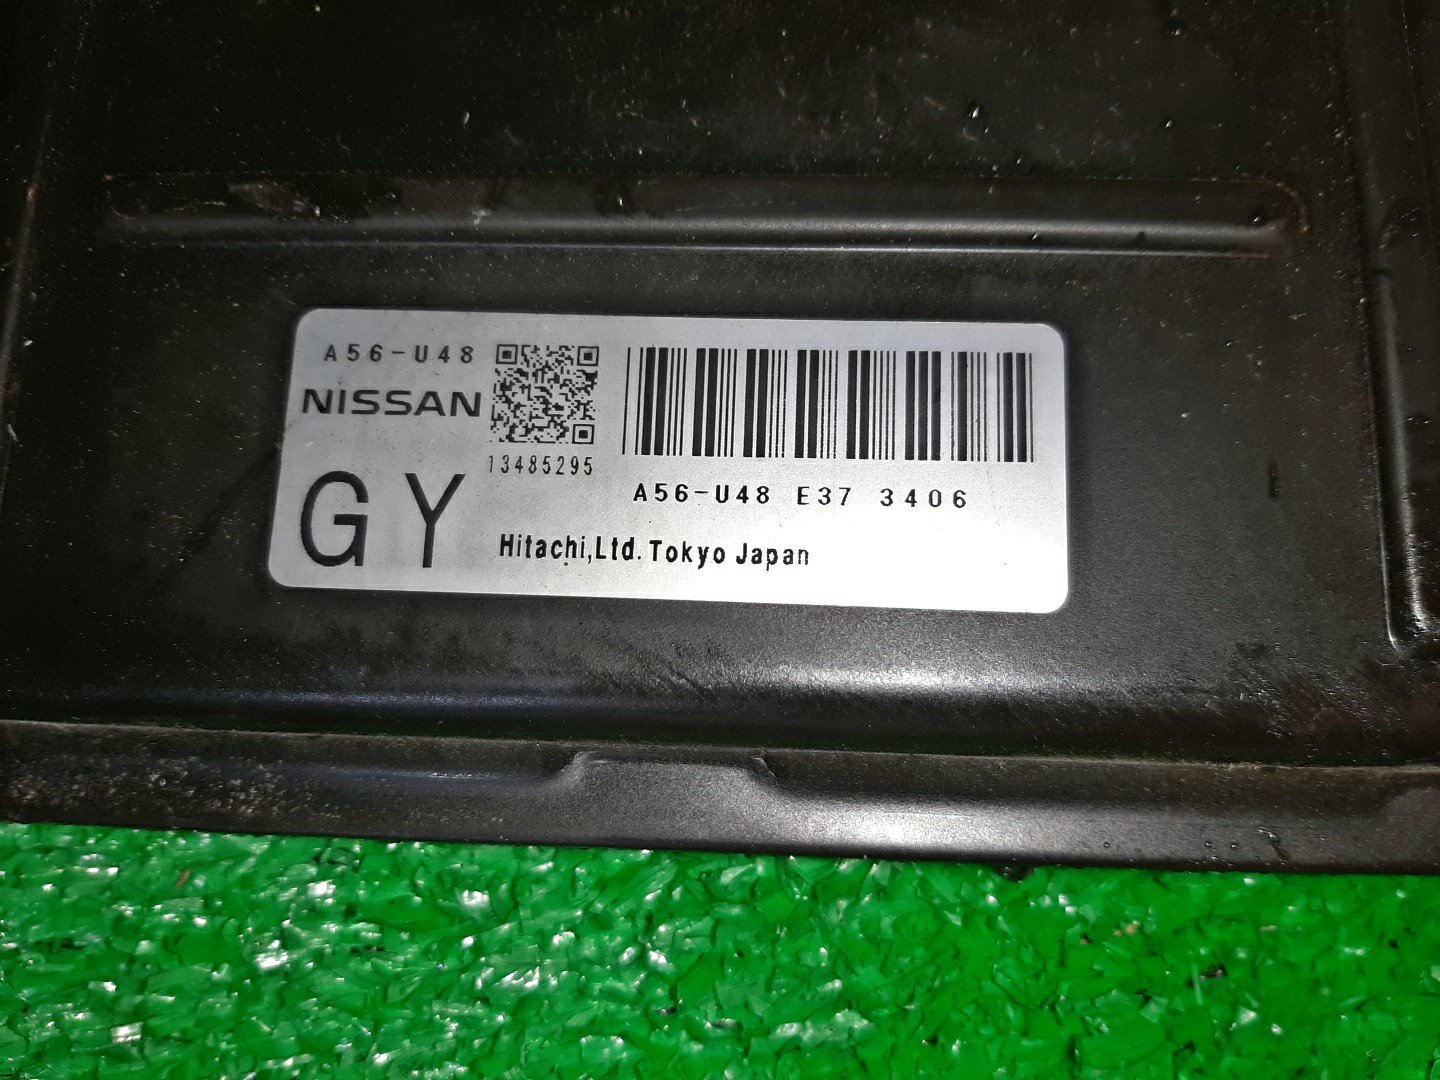 A56-U48
NISSAN
13485295
GY
A56-U48 E37 3406
Hitachi,Ltd. Tokyo Japan